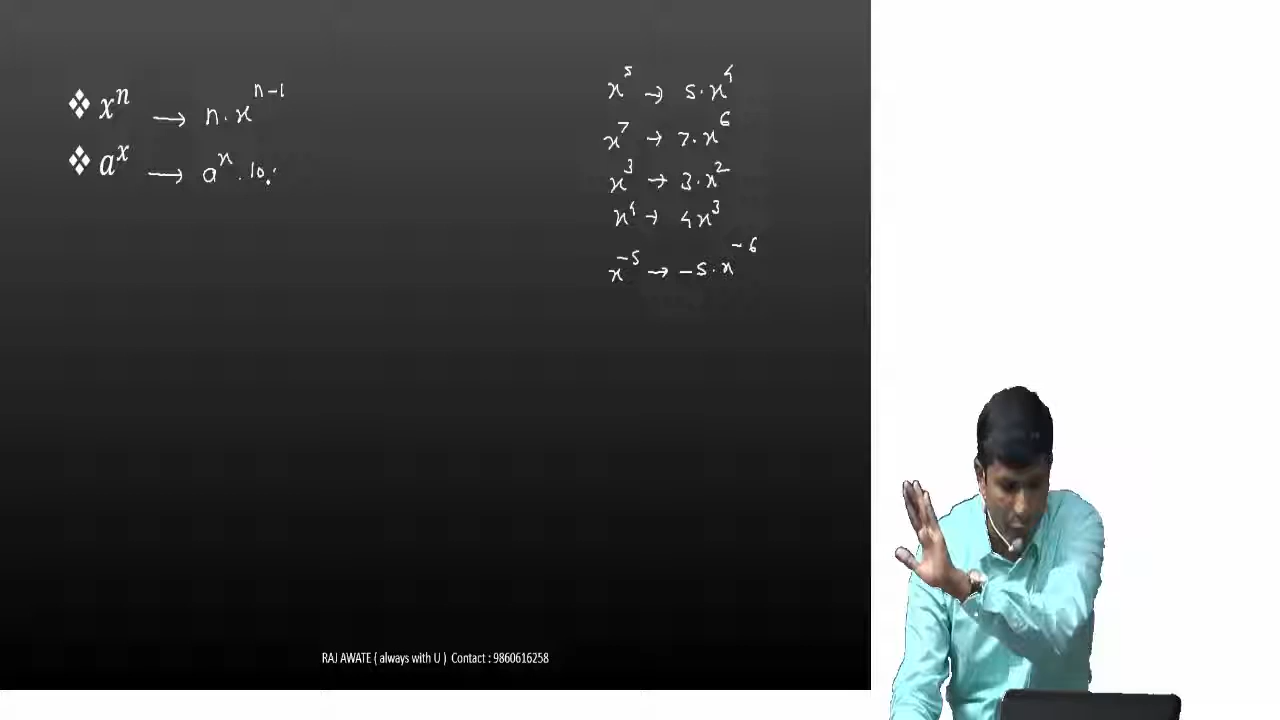 ❖ xⁿ → n·xⁿ⁻¹
❖ aˣ → aˣ·lo
x⁵ → 5·x⁴
x⁷ → 7·x⁶
x³ → 3·x²
x⁴ → 4x³
x⁻⁵ → -5·x⁻⁶
RAJ AWATE ( always with U ) Contact : 9860616258